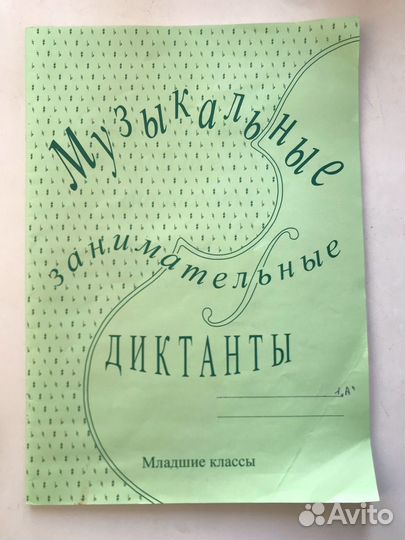 Музыкальные
занимательные
ДИКТАНТЫ
1„А"
Младшие классы
Avito